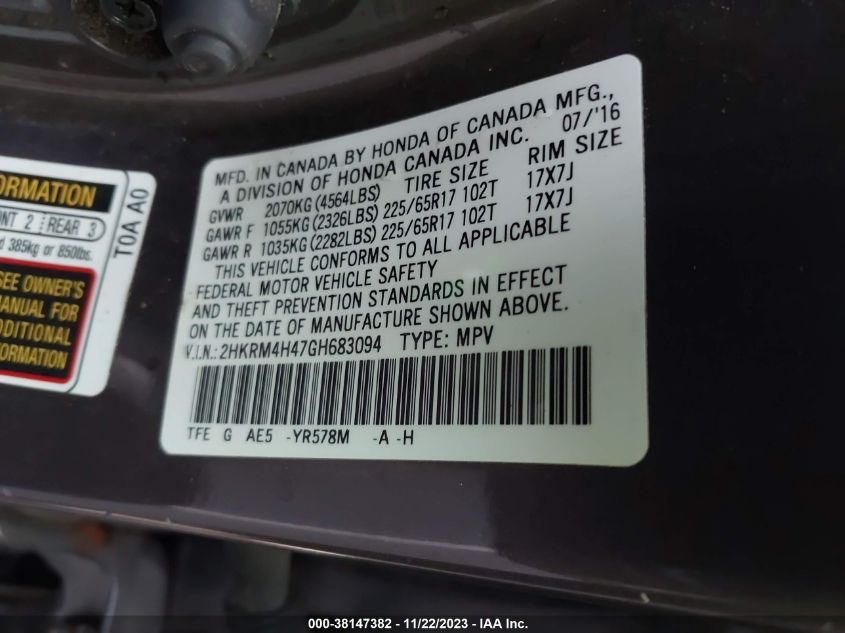 ORMATION
NT 2 REAR 3
385kg or 850lbs.
SEE OWNER'S
MANUAL FOR
ADDITIONAL
INFORMATION
T0A A0
MFD. IN CANADA BY HONDA OF CANADA MFG.,
A DIVISION OF HONDA CANADA INC. 07/'16
GVWR 2070KG (4564LBS) TIRE SIZE RIM SIZE
GAWR F 1055KG (2326LBS) 225/65R17 102T 17X7J
GAWR R 1035KG (2282LBS) 225/65R17 102T 17X7J
THIS VEHICLE CONFORMS TO ALL APPLICABLE
FEDERAL MOTOR VEHICLE SAFETY
AND THEFT PREVENTION STANDARDS IN EFFECT
ON THE DATE OF MANUFACTURE SHOWN ABOVE.
V.I.N.: 2HKRM4H47GH683094 TYPE: MPV
TFE G AE5 -YR578M -A -H
000-38147382 - 11/22/2023 - IAA Inc.